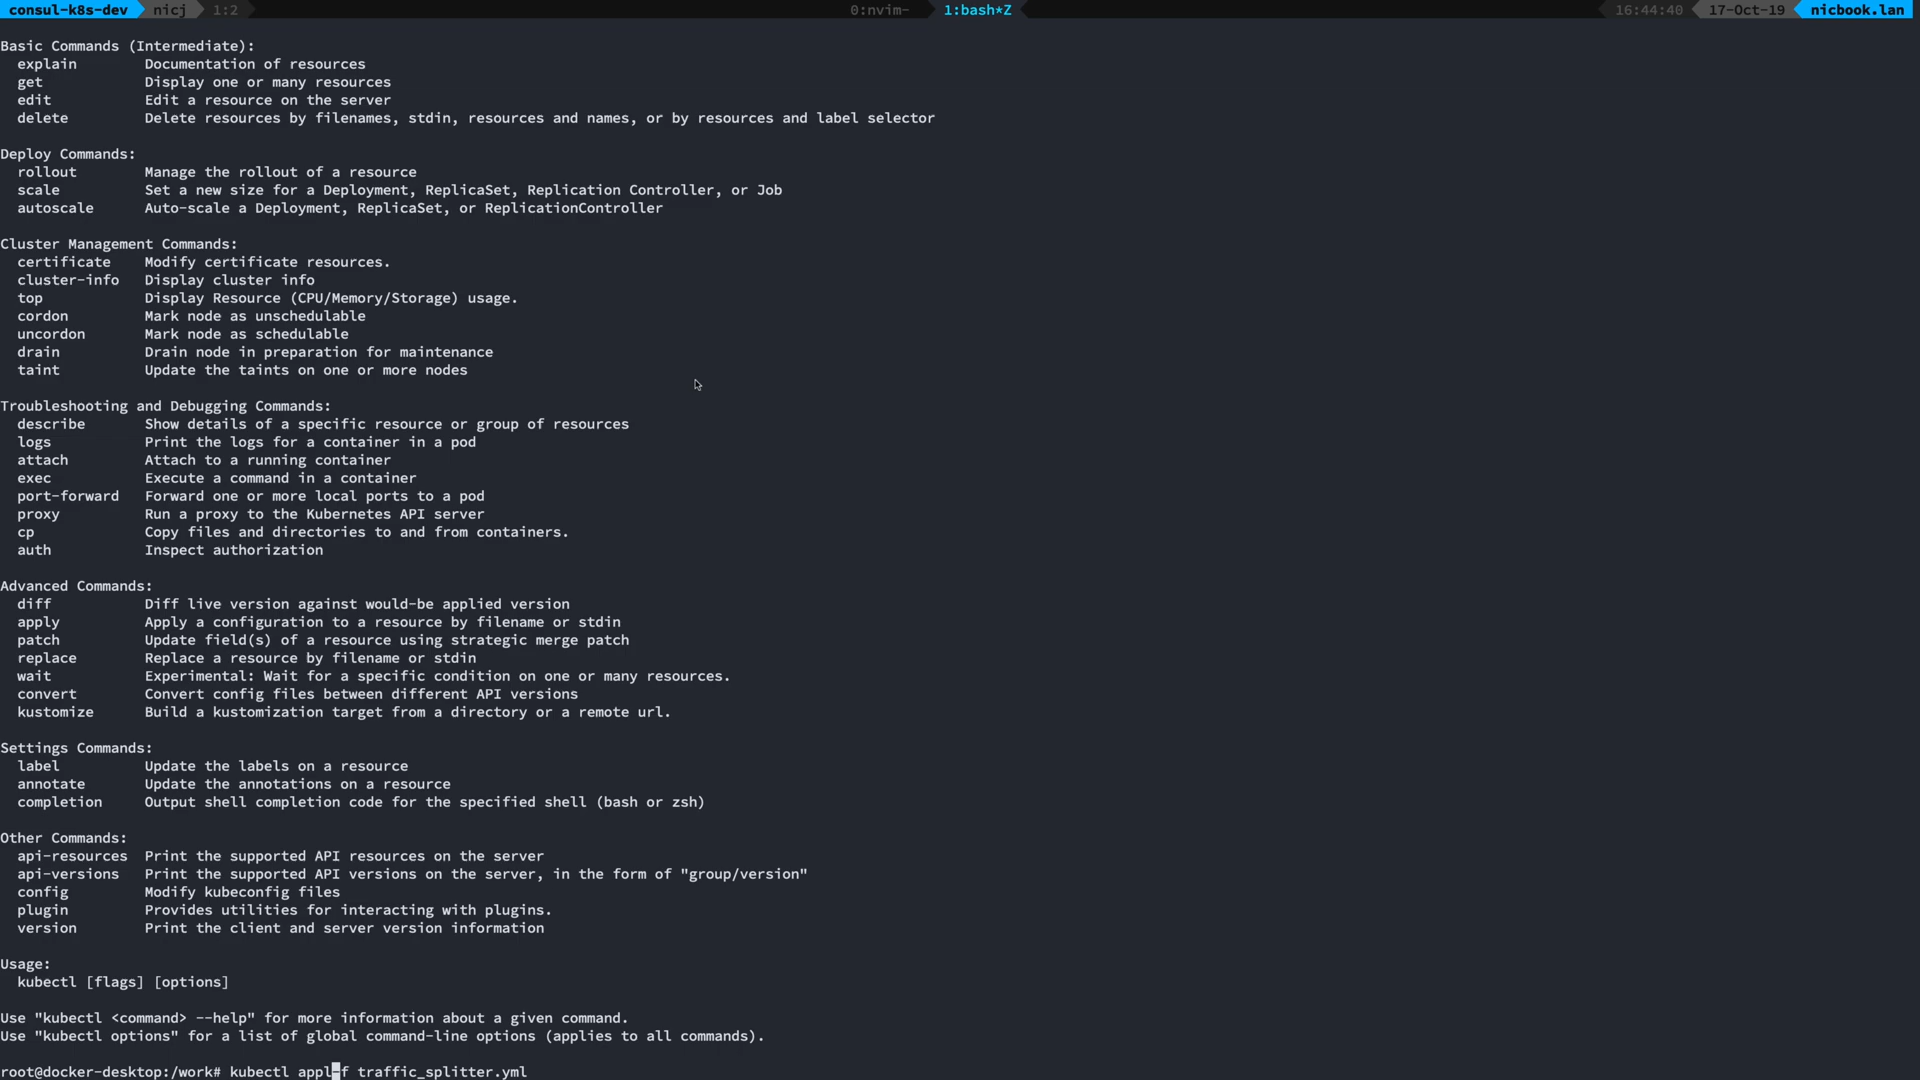 consul-k8s-dev nicj 1:2 0:nvim- 1:bash*Z 16:44:40 17-Oct-19 nicbook.lan
Basic Commands (Intermediate):
explain Documentation of resources
get Display one or many resources
edit Edit a resource on the server
delete Delete resources by filenames, stdin, resources and names, or by resources and label selector
Deploy Commands:
rollout Manage the rollout of a resource
scale Set a new size for a Deployment, ReplicaSet, Replication Controller, or Job
autoscale Auto-scale a Deployment, ReplicaSet, or ReplicationController
Cluster Management Commands:
certificate Modify certificate resources.
cluster-info Display cluster info
top Display Resource (CPU/Memory/Storage) usage.
cordon Mark node as unschedulable
uncordon Mark node as schedulable
drain Drain node in preparation for maintenance
taint Update the taints on one or more nodes
Troubleshooting and Debugging Commands:
describe Show details of a specific resource or group of resources
logs Print the logs for a container in a pod
attach Attach to a running container
exec Execute a command in a container
port-forward Forward one or more local ports to a pod
proxy Run a proxy to the Kubernetes API server
cp Copy files and directories to and from containers.
auth Inspect authorization
Advanced Commands:
diff Diff live version against would-be applied version
apply Apply a configuration to a resource by filename or stdin
patch Update field(s) of a resource using strategic merge patch
replace Replace a resource by filename or stdin
wait Experimental: Wait for a specific condition on one or many resources.
convert Convert config files between different API versions
kustomize Build a kustomization target from a directory or a remote url.
Settings Commands:
label Update the labels on a resource
annotate Update the annotations on a resource
completion Output shell completion code for the specified shell (bash or zsh)
Other Commands:
api-resources Print the supported API resources on the server
api-versions Print the supported API versions on the server, in the form of "group/version"
config Modify kubeconfig files
plugin Provides utilities for interacting with plugins.
version Print the client and server version information
Usage:
kubectl [flags] [options]
Use "kubectl <command> --help" for more information about a given command.
Use "kubectl options" for a list of global command-line options (applies to all commands).
root@docker-desktop:/work# kubectl appl-f traffic_splitter.yml